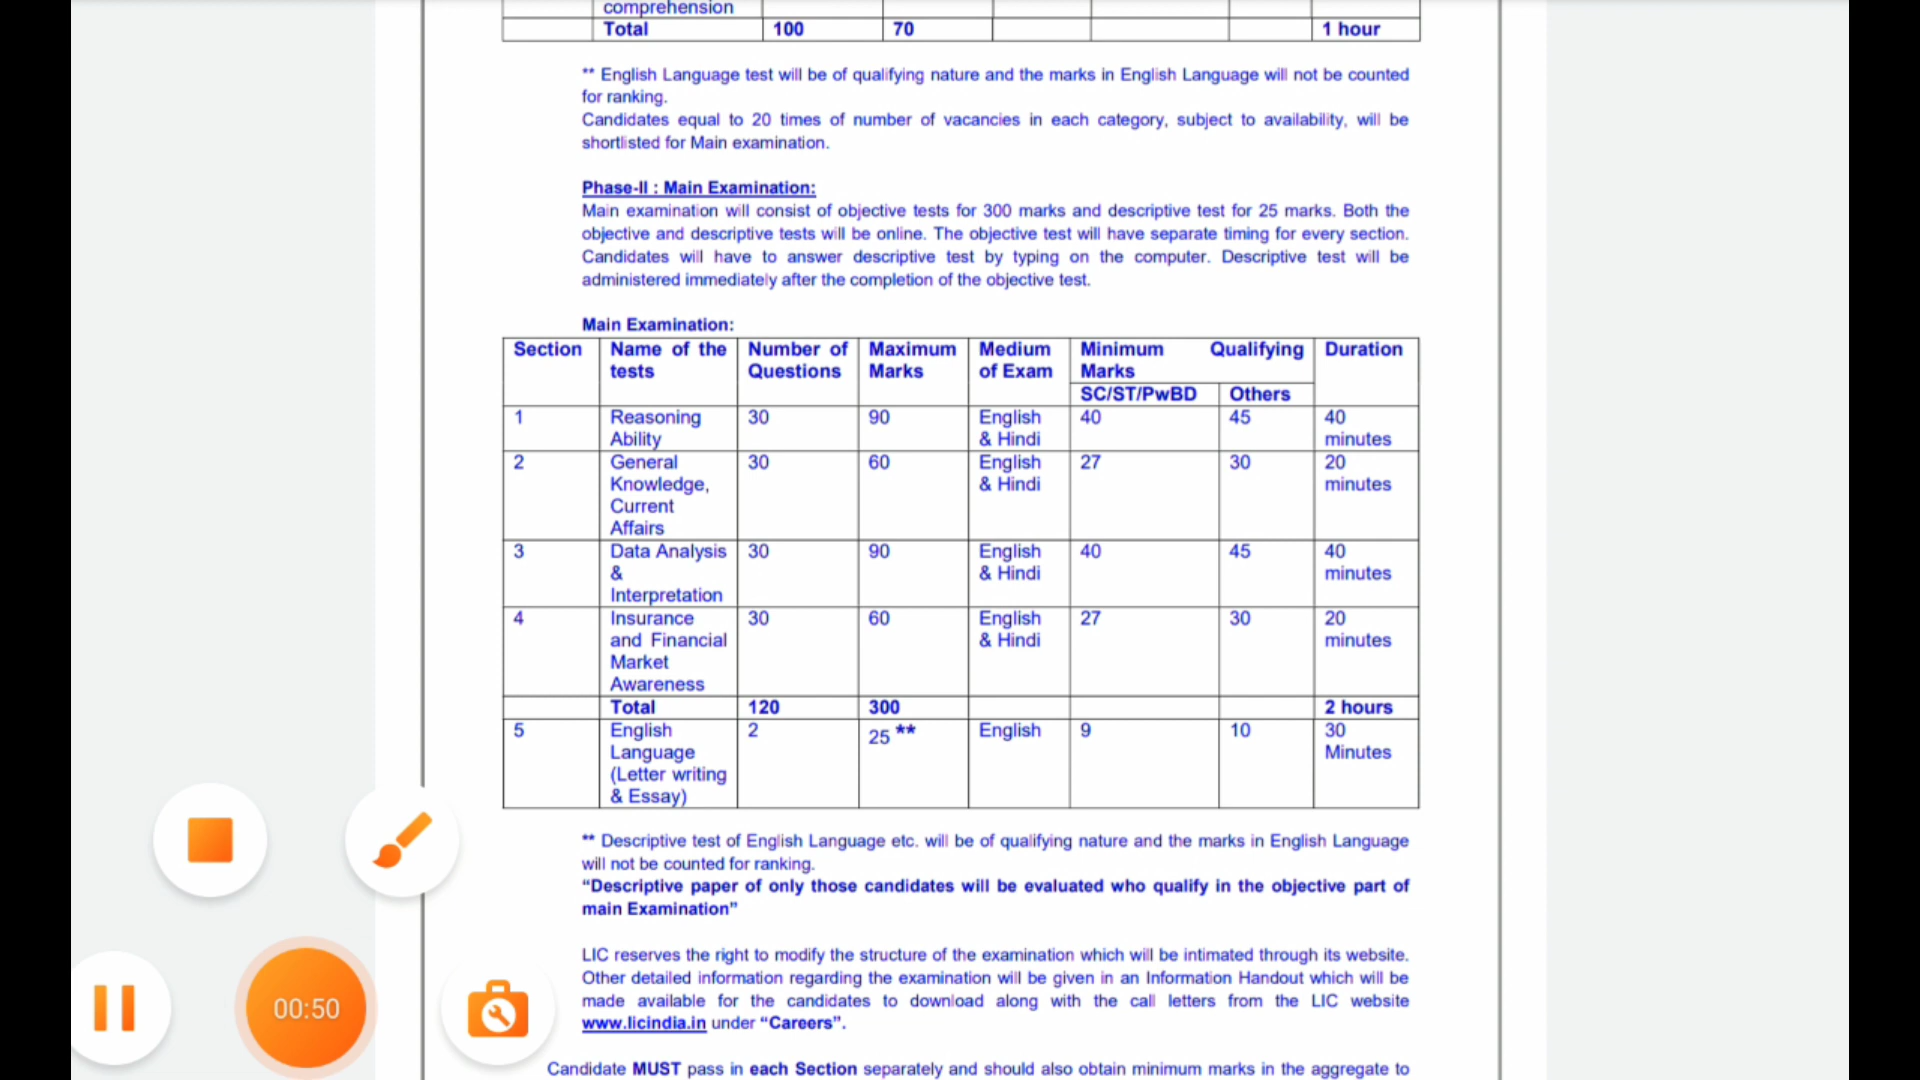 comprehension
Total 100 70 1 hour
** English Language test will be of qualifying nature and the marks in English Language will not be counted
for ranking.
Candidates equal to 20 times of number of vacancies in each category, subject to availability, will be
shortlisted for Main examination.
Phase-II : Main Examination:
Main examination will consist of objective tests for 300 marks and descriptive test for 25 marks. Both the
objective and descriptive tests will be online. The objective test will have separate timing for every section.
Candidates will have to answer descriptive test by typing on the computer. Descriptive test will be
administered immediately after the completion of the objective test.
Main Examination:
Section Name of the Number of Maximum Medium Minimum Qualifying Duration
tests Questions Marks of Exam Marks
SC/ST/PwBD Others
1 Reasoning 30 90 English 40 45 40
Ability & Hindi minutes
2 General 30 60 English 27 30 20
Knowledge, & Hindi minutes
Current
Affairs
3 Data Analysis 30 90 English 40 45 40
& & Hindi minutes
Interpretation
4 Insurance 30 60 English 27 30 20
and Financial & Hindi minutes
Market
Awareness
Total 120 300 2 hours
5 English 2 25 ** English 9 10 30
Language Minutes
(Letter writing
& Essay)
** Descriptive test of English Language etc. will be of qualifying nature and the marks in English Language
will not be counted for ranking.
“Descriptive paper of only those candidates will be evaluated who qualify in the objective part of
main Examination”
LIC reserves the right to modify the structure of the examination which will be intimated through its website.
Other detailed information regarding the examination will be given in an Information Handout which will be
made available for the candidates to download along with the call letters from the LIC website
www.licindia.in under “Careers”.
Candidate MUST pass in each Section separately and should also obtain minimum marks in the aggregate to
00:50